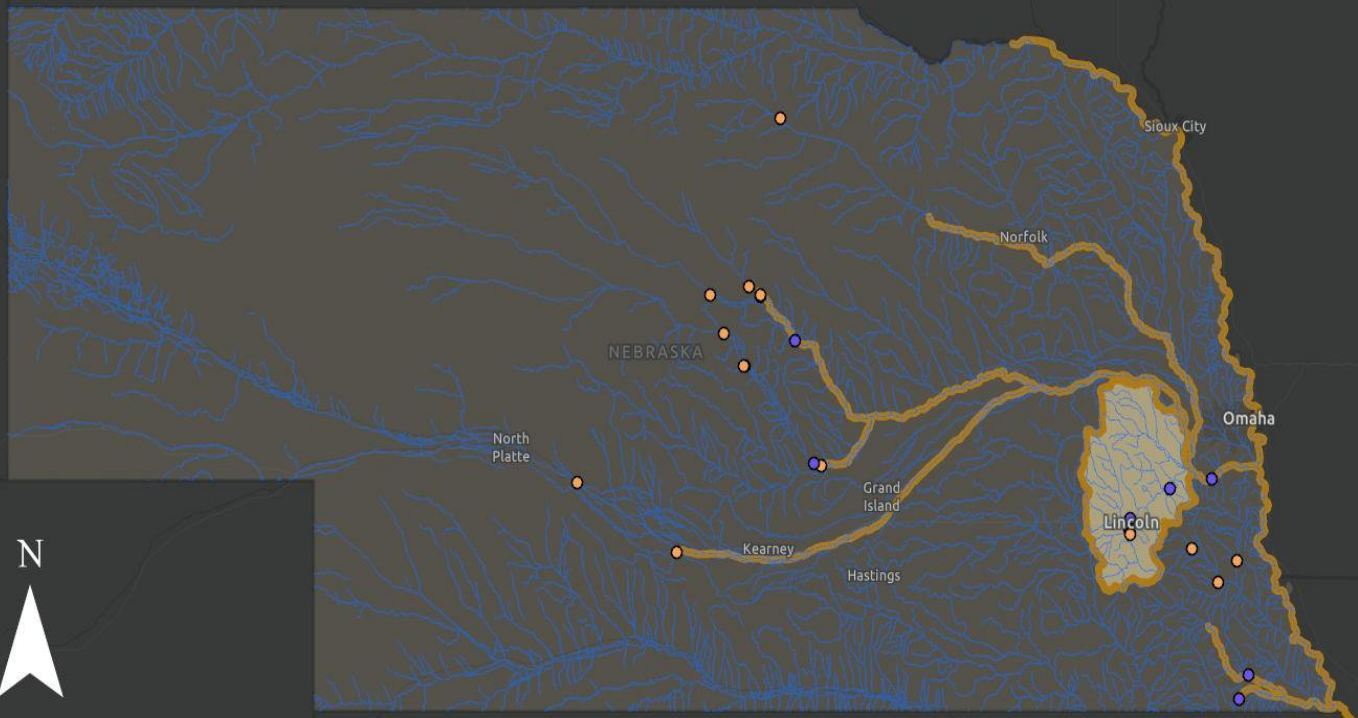 Sioux City
Norfolk
NEBRASKA
Omaha
North
Platte
Grand
Island
Lincoln
Kearney
Hastings
N